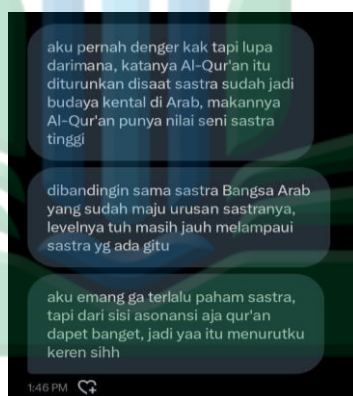 aku pernah denger kak tapi lupa
darimana, katanya Al-Qur'an itu
diturunkan disaat sastra sudah jadi
budaya kental di Arab, makannya
Al-Qur'an punya nilai seni sastra
tinggi
dibandingin sama sastra Bangsa Arab
yang sudah maju urusan sastranya,
levelnya tuh masih jauh melampaui
sastra yg ada gitu
aku emang ga terlalu paham sastra,
tapi dari sisi asonansi aja qur'an
dapet banget, jadi yaa itu menurutku
keren sihh
1:46 PM